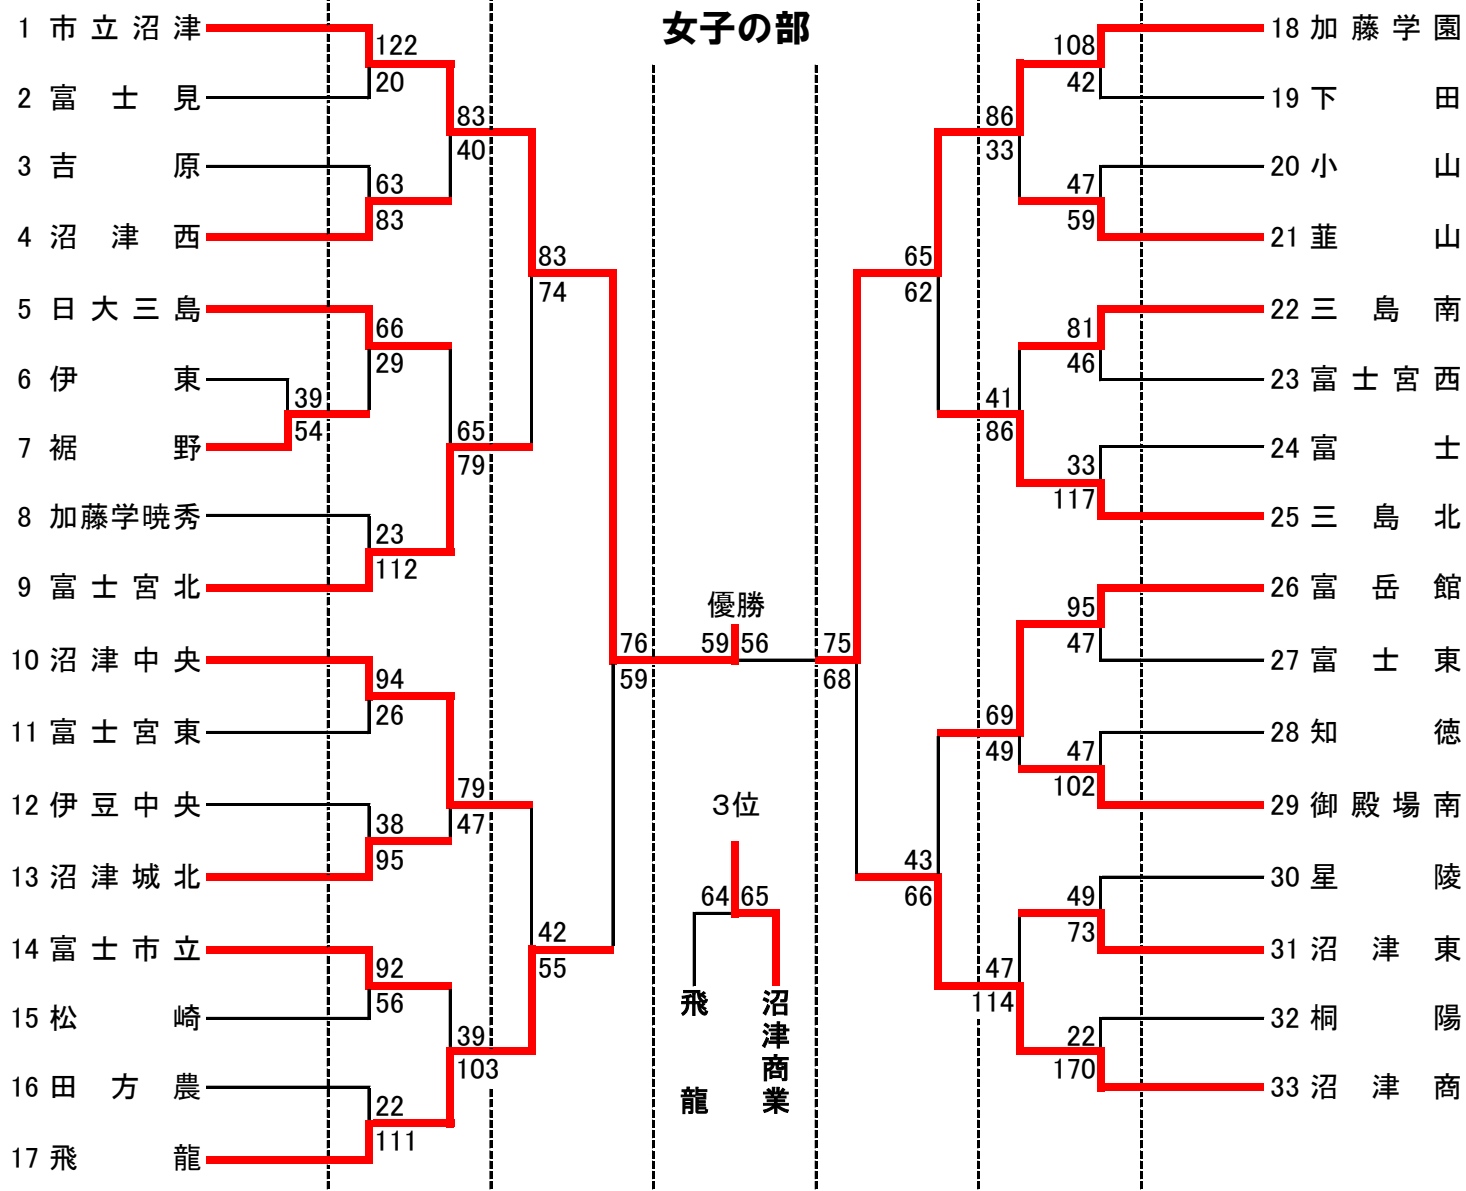 女子の部
1 市立沼津
2 富士見
3 吉原
4 沼津西
5 日大三島
6 伊東
7 裾野
8 加藤学暁秀
9 富士宮北
10 沼津中央
11 富士宮東
12 伊豆中央
13 沼津城北
14 富士市立
15 松崎
16 田方農
17 飛龍
122
20
63
83
66
29
39
54
23
112
94
26
38
95
92
56
22
111
83
40
65
79
79
47
39
103
83
74
42
55
76
59
優勝
59 56
3位
64 65
飛龍
沼津商業
75
68
65
62
43
66
86
33
41
86
69
49
47
114
108
42
47
59
81
46
33
117
95
47
47
102
49
73
22
170
18 加藤学園
19 下田
20 小山
21 韮山
22 三島南
23 富士宮西
24 富士
25 三島北
26 富岳館
27 富士東
28 知徳
29 御殿場南
30 星陵
31 沼津東
32 桐陽
33 沼津商